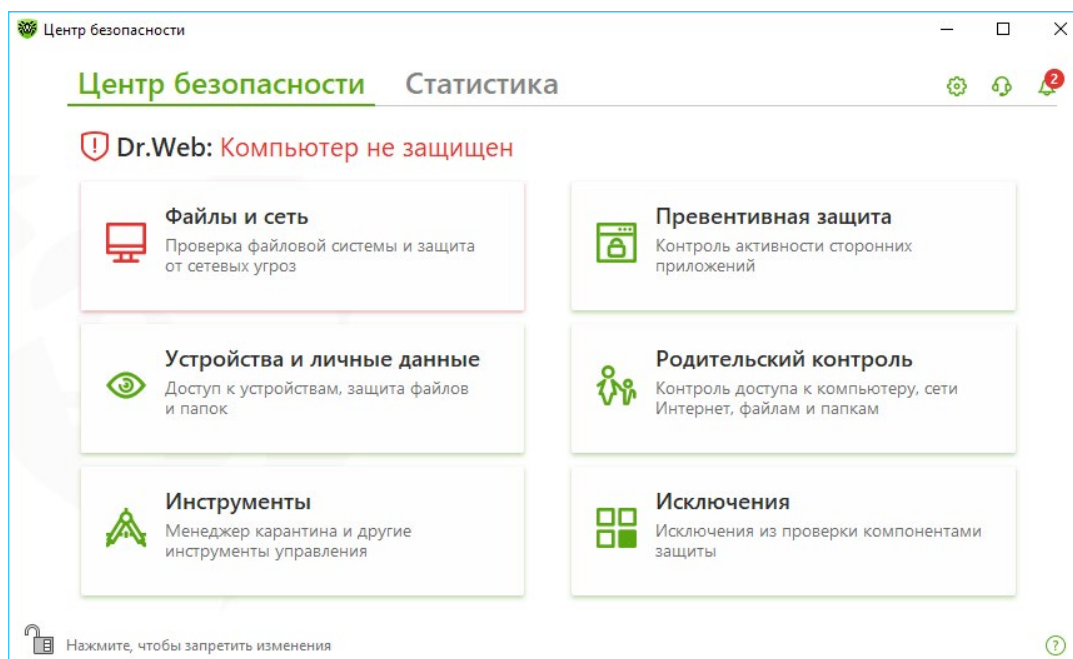 Центр безопасности
Центр безопасности Статистика
2
Dr.Web: Компьютер не защищен
Файлы и сеть
Проверка файловой системы и защита
от сетевых угроз
Превентивная защита
Контроль активности сторонних
приложений
Устройства и личные данные
Доступ к устройствам, защита файлов
и папок
Родительский контроль
Контроль доступа к компьютеру, сети
Интернет, файлам и папкам
Инструменты
Менеджер карантина и другие
инструменты управления
Исключения
Исключения из проверки компонентами
защиты
Нажмите, чтобы запретить изменения
?